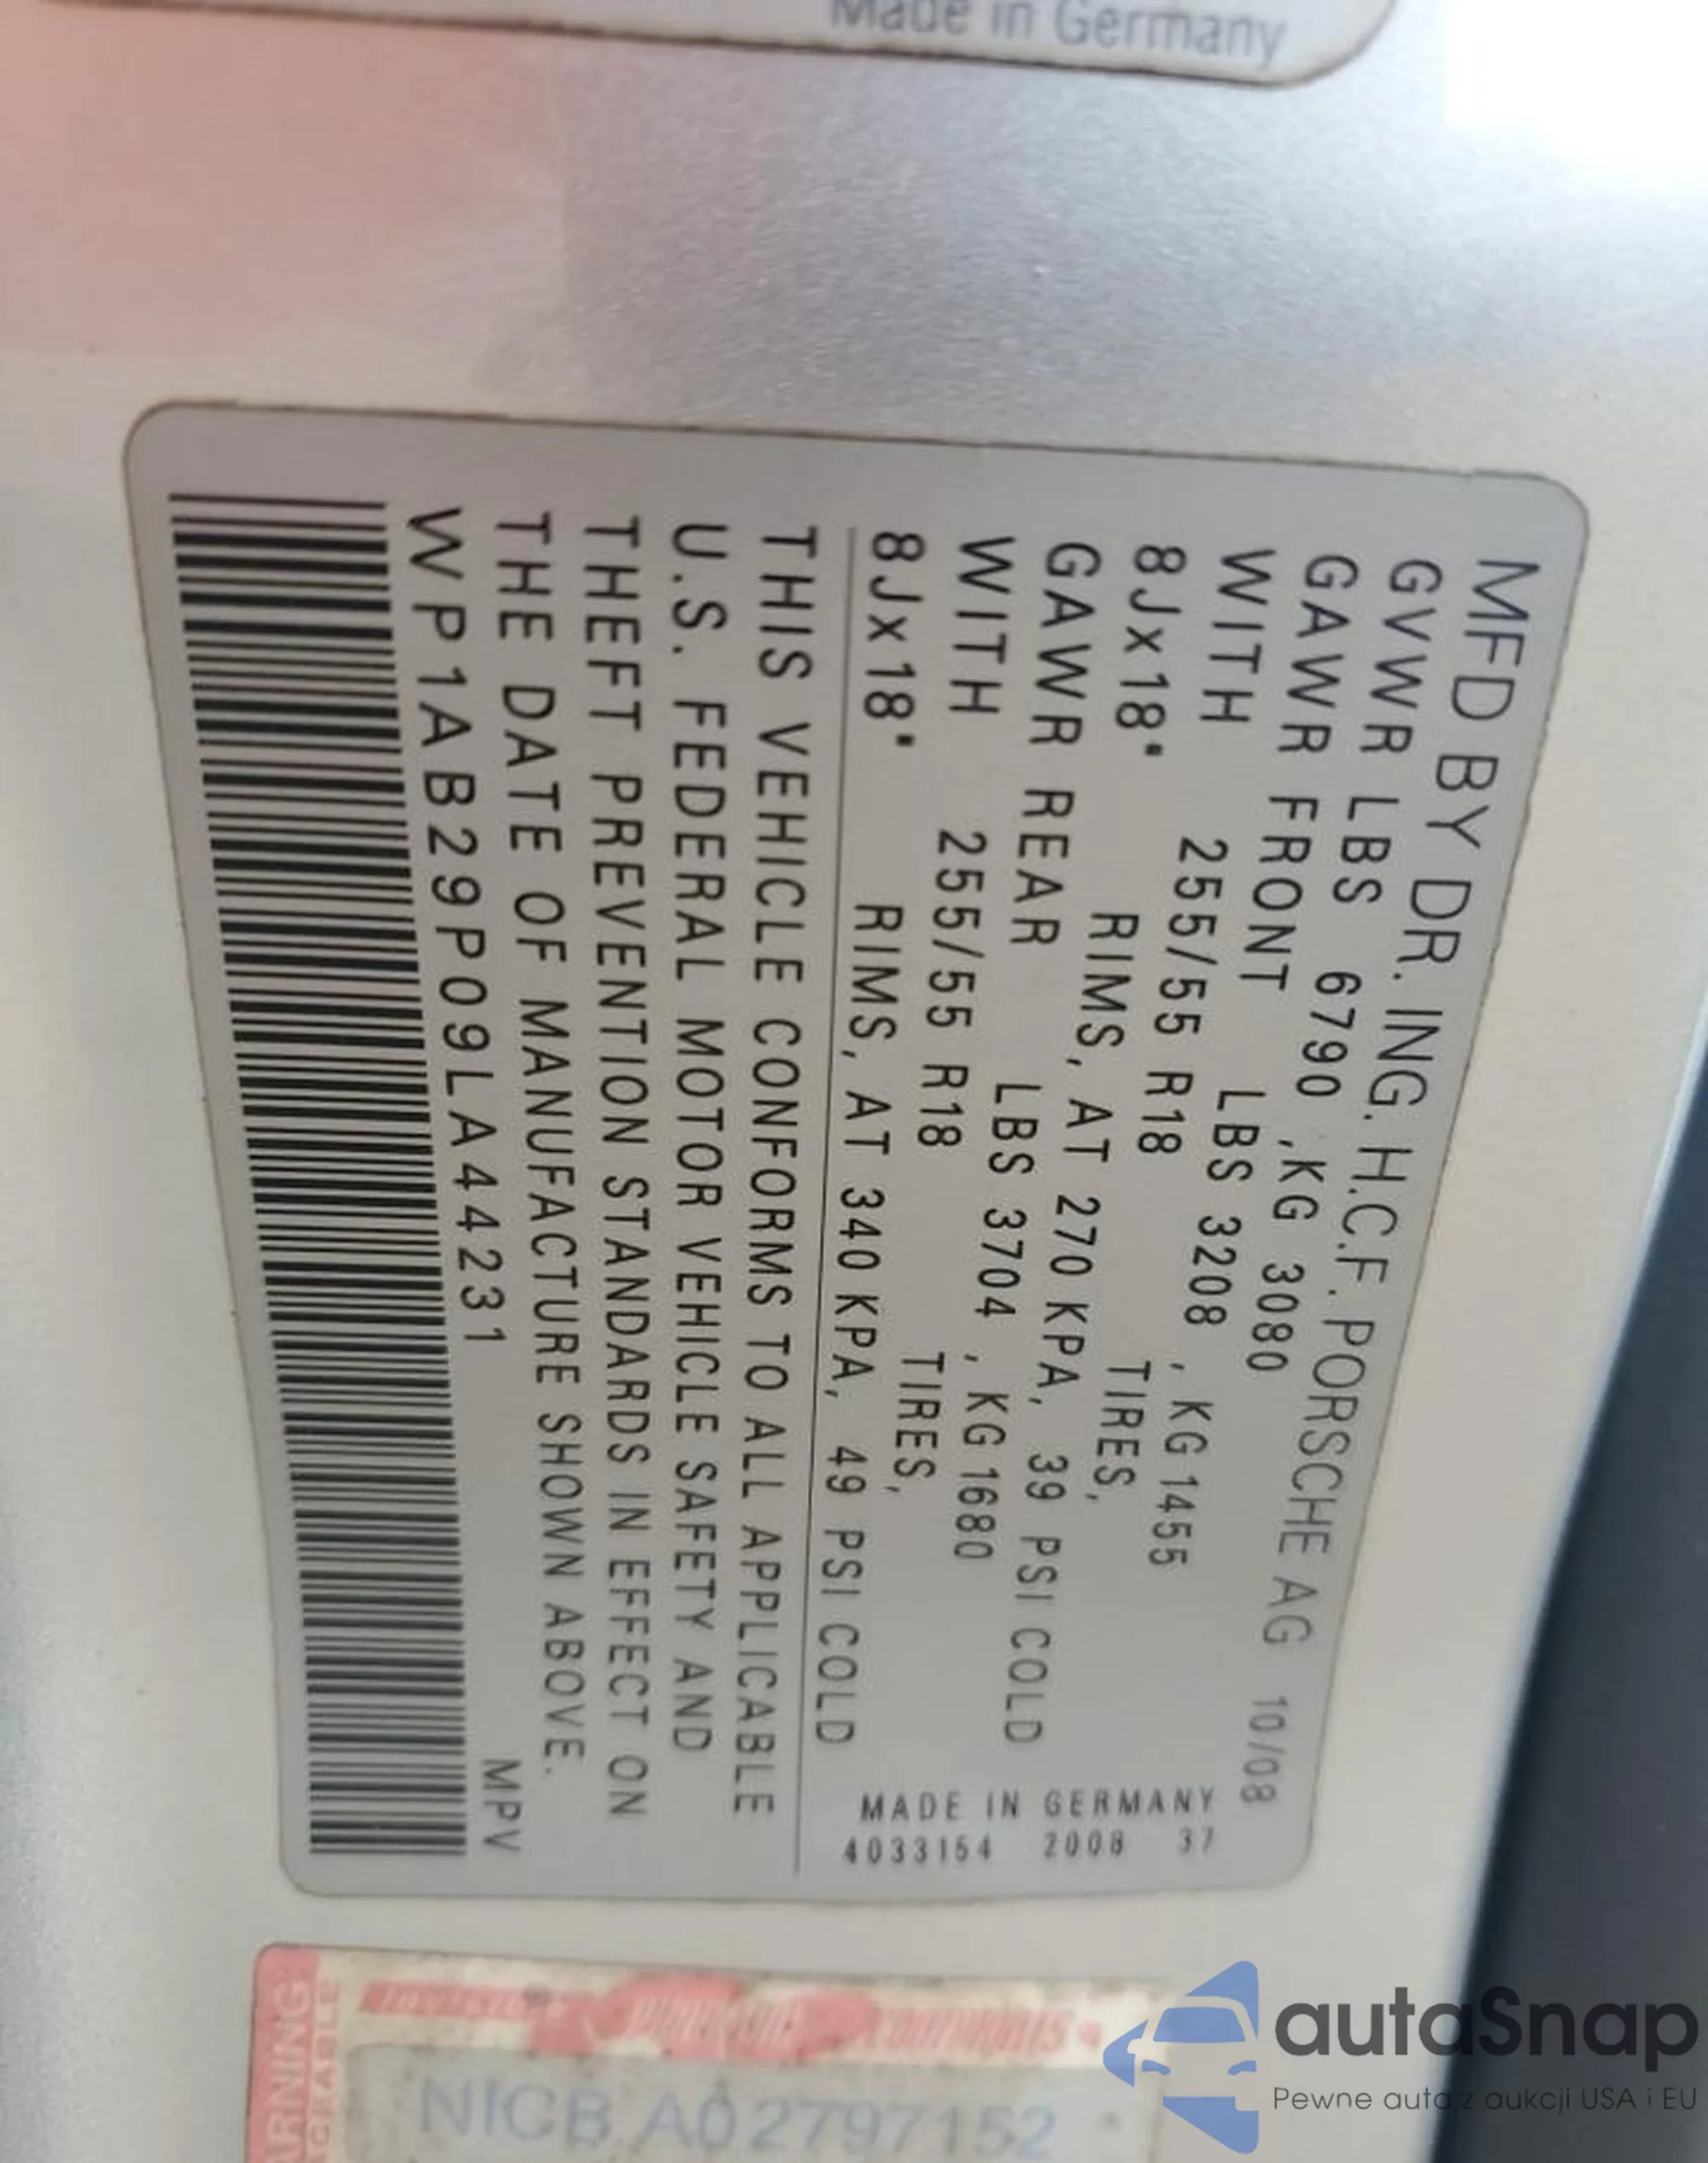 Made in Germany
MFD BY DR. ING. H.C.F. PORSCHE AG 10/08
GVWR LBS 6790 ,KG 3080
GAWR FRONT LBS 3208 , KG 1455
WITH 255/55 R18 TIRES,
8Jx18" RIMS, AT 270 KPA, 39 PSI COLD
GAWR REAR LBS 3704 , KG 1680
WITH 255/55 R18 TIRES,
8Jx18" RIMS, AT 340 KPA, 49 PSI COLD
MADE IN GERMANY
4033154 2008 37
THIS VEHICLE CONFORMS TO ALL APPLICABLE
U.S. FEDERAL MOTOR VEHICLE SAFETY AND
THEFT PREVENTION STANDARDS IN EFFECT ON
THE DATE OF MANUFACTURE SHOWN ABOVE.
WP1AB29P09LA44231 MPV
NICB A02797152
autaSnap
Pewne auta z aukcji USA i EU